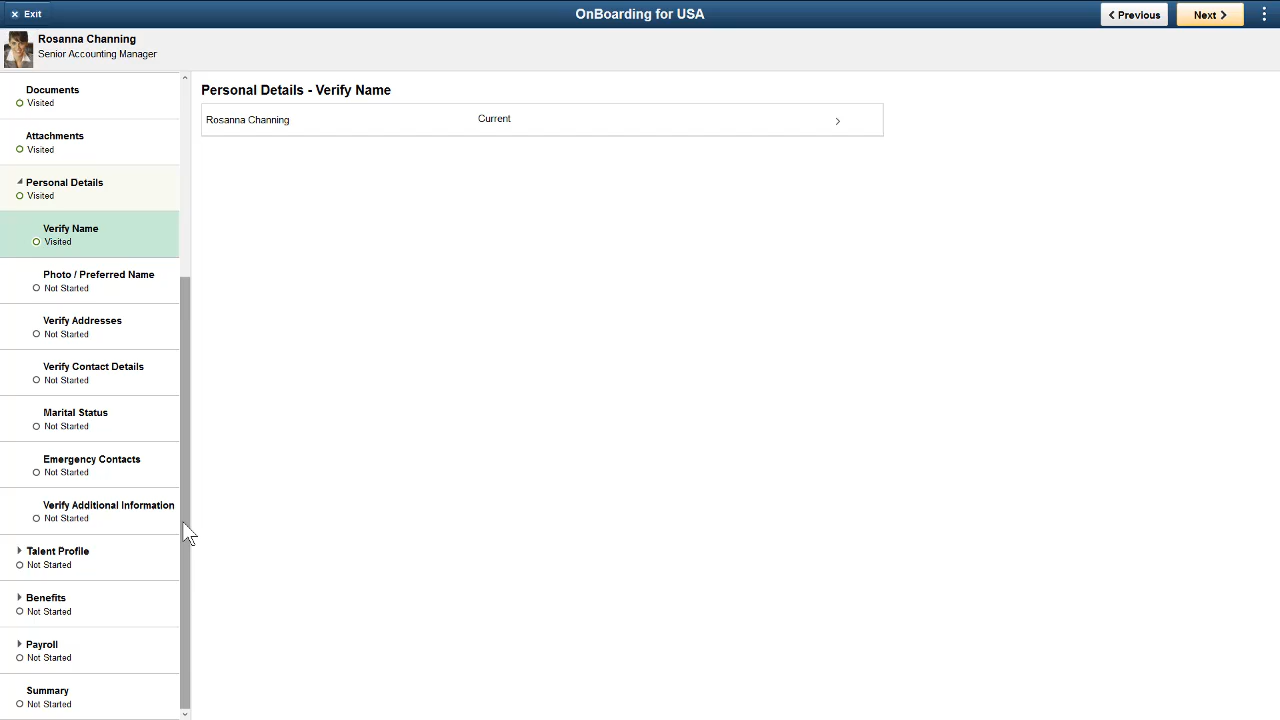 Exit
OnBoarding for USA
Previous
Next
Rosanna Channing
Senior Accounting Manager
Documents
Visited
Attachments
Visited
Personal Details
Visited
Verify Name
Visited
Photo / Preferred Name
Not Started
Verify Addresses
Not Started
Verify Contact Details
Not Started
Marital Status
Not Started
Emergency Contacts
Not Started
Verify Additional Information
Not Started
Talent Profile
Not Started
Benefits
Not Started
Payroll
Not Started
Summary
Not Started
Personal Details - Verify Name
Rosanna Channing Current